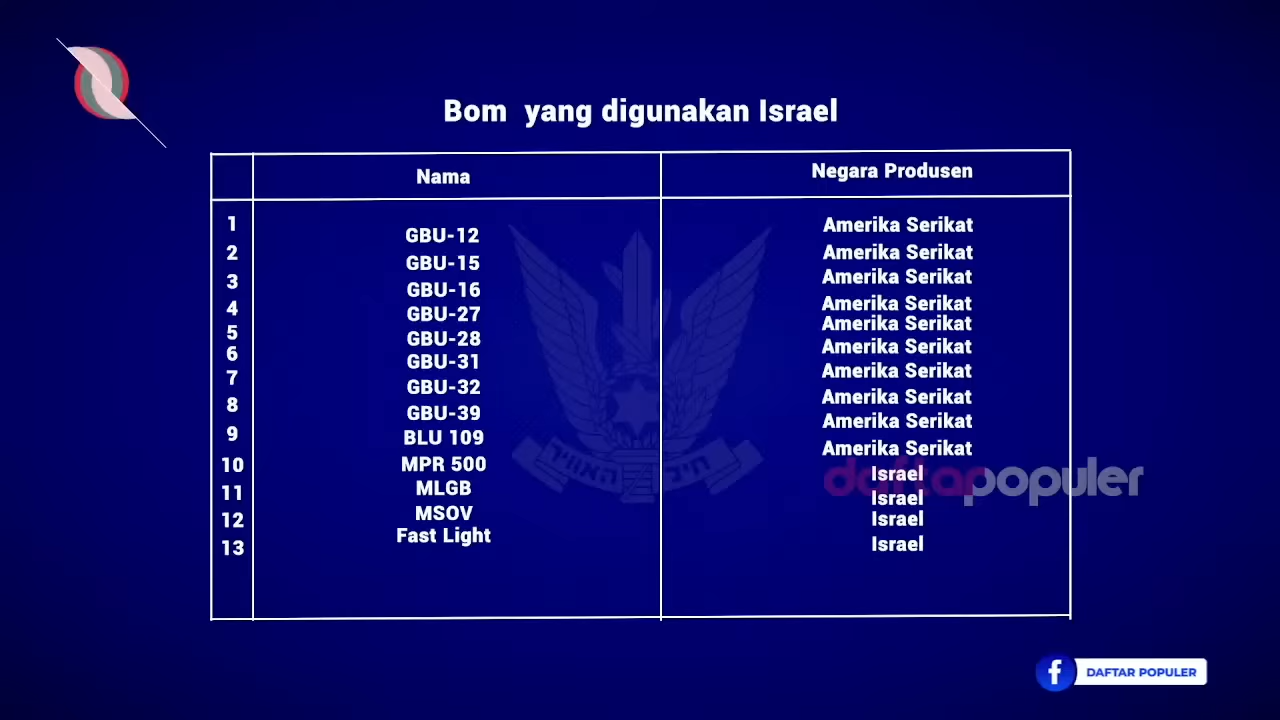 Bom yang digunakan Israel
Nama
Negara Produsen
1
2
3
4
5
6
7
8
9
10
11
12
13
GBU-12
GBU-15
GBU-16
GBU-27
GBU-28
GBU-31
GBU-32
GBU-39
BLU 109
MPR 500
MLGB
MSOV
Fast Light
Amerika Serikat
Amerika Serikat
Amerika Serikat
Amerika Serikat
Amerika Serikat
Amerika Serikat
Amerika Serikat
Amerika Serikat
Amerika Serikat
Amerika Serikat
Israel
Israel
Israel
Israel
daftarpopuler
DAFTAR POPULER